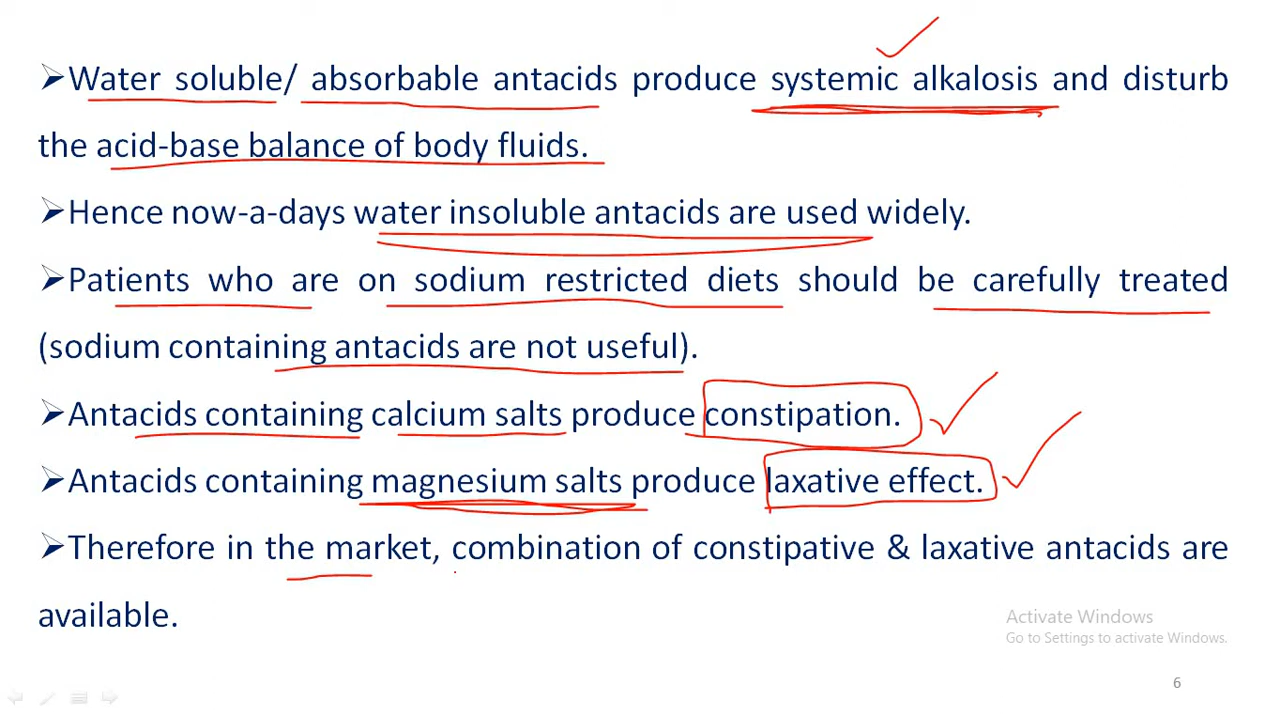 ➢Water soluble/ absorbable antacids produce systemic alkalosis and disturb
the acid-base balance of body fluids.
➢Hence now-a-days water insoluble antacids are used widely.
➢Patients who are on sodium restricted diets should be carefully treated
(sodium containing antacids are not useful).
➢Antacids containing calcium salts produce constipation.
➢Antacids containing magnesium salts produce laxative effect.
➢Therefore in the market, combination of constipative & laxative antacids are
available.
Activate Windows
Go to Settings to activate Windows.
6